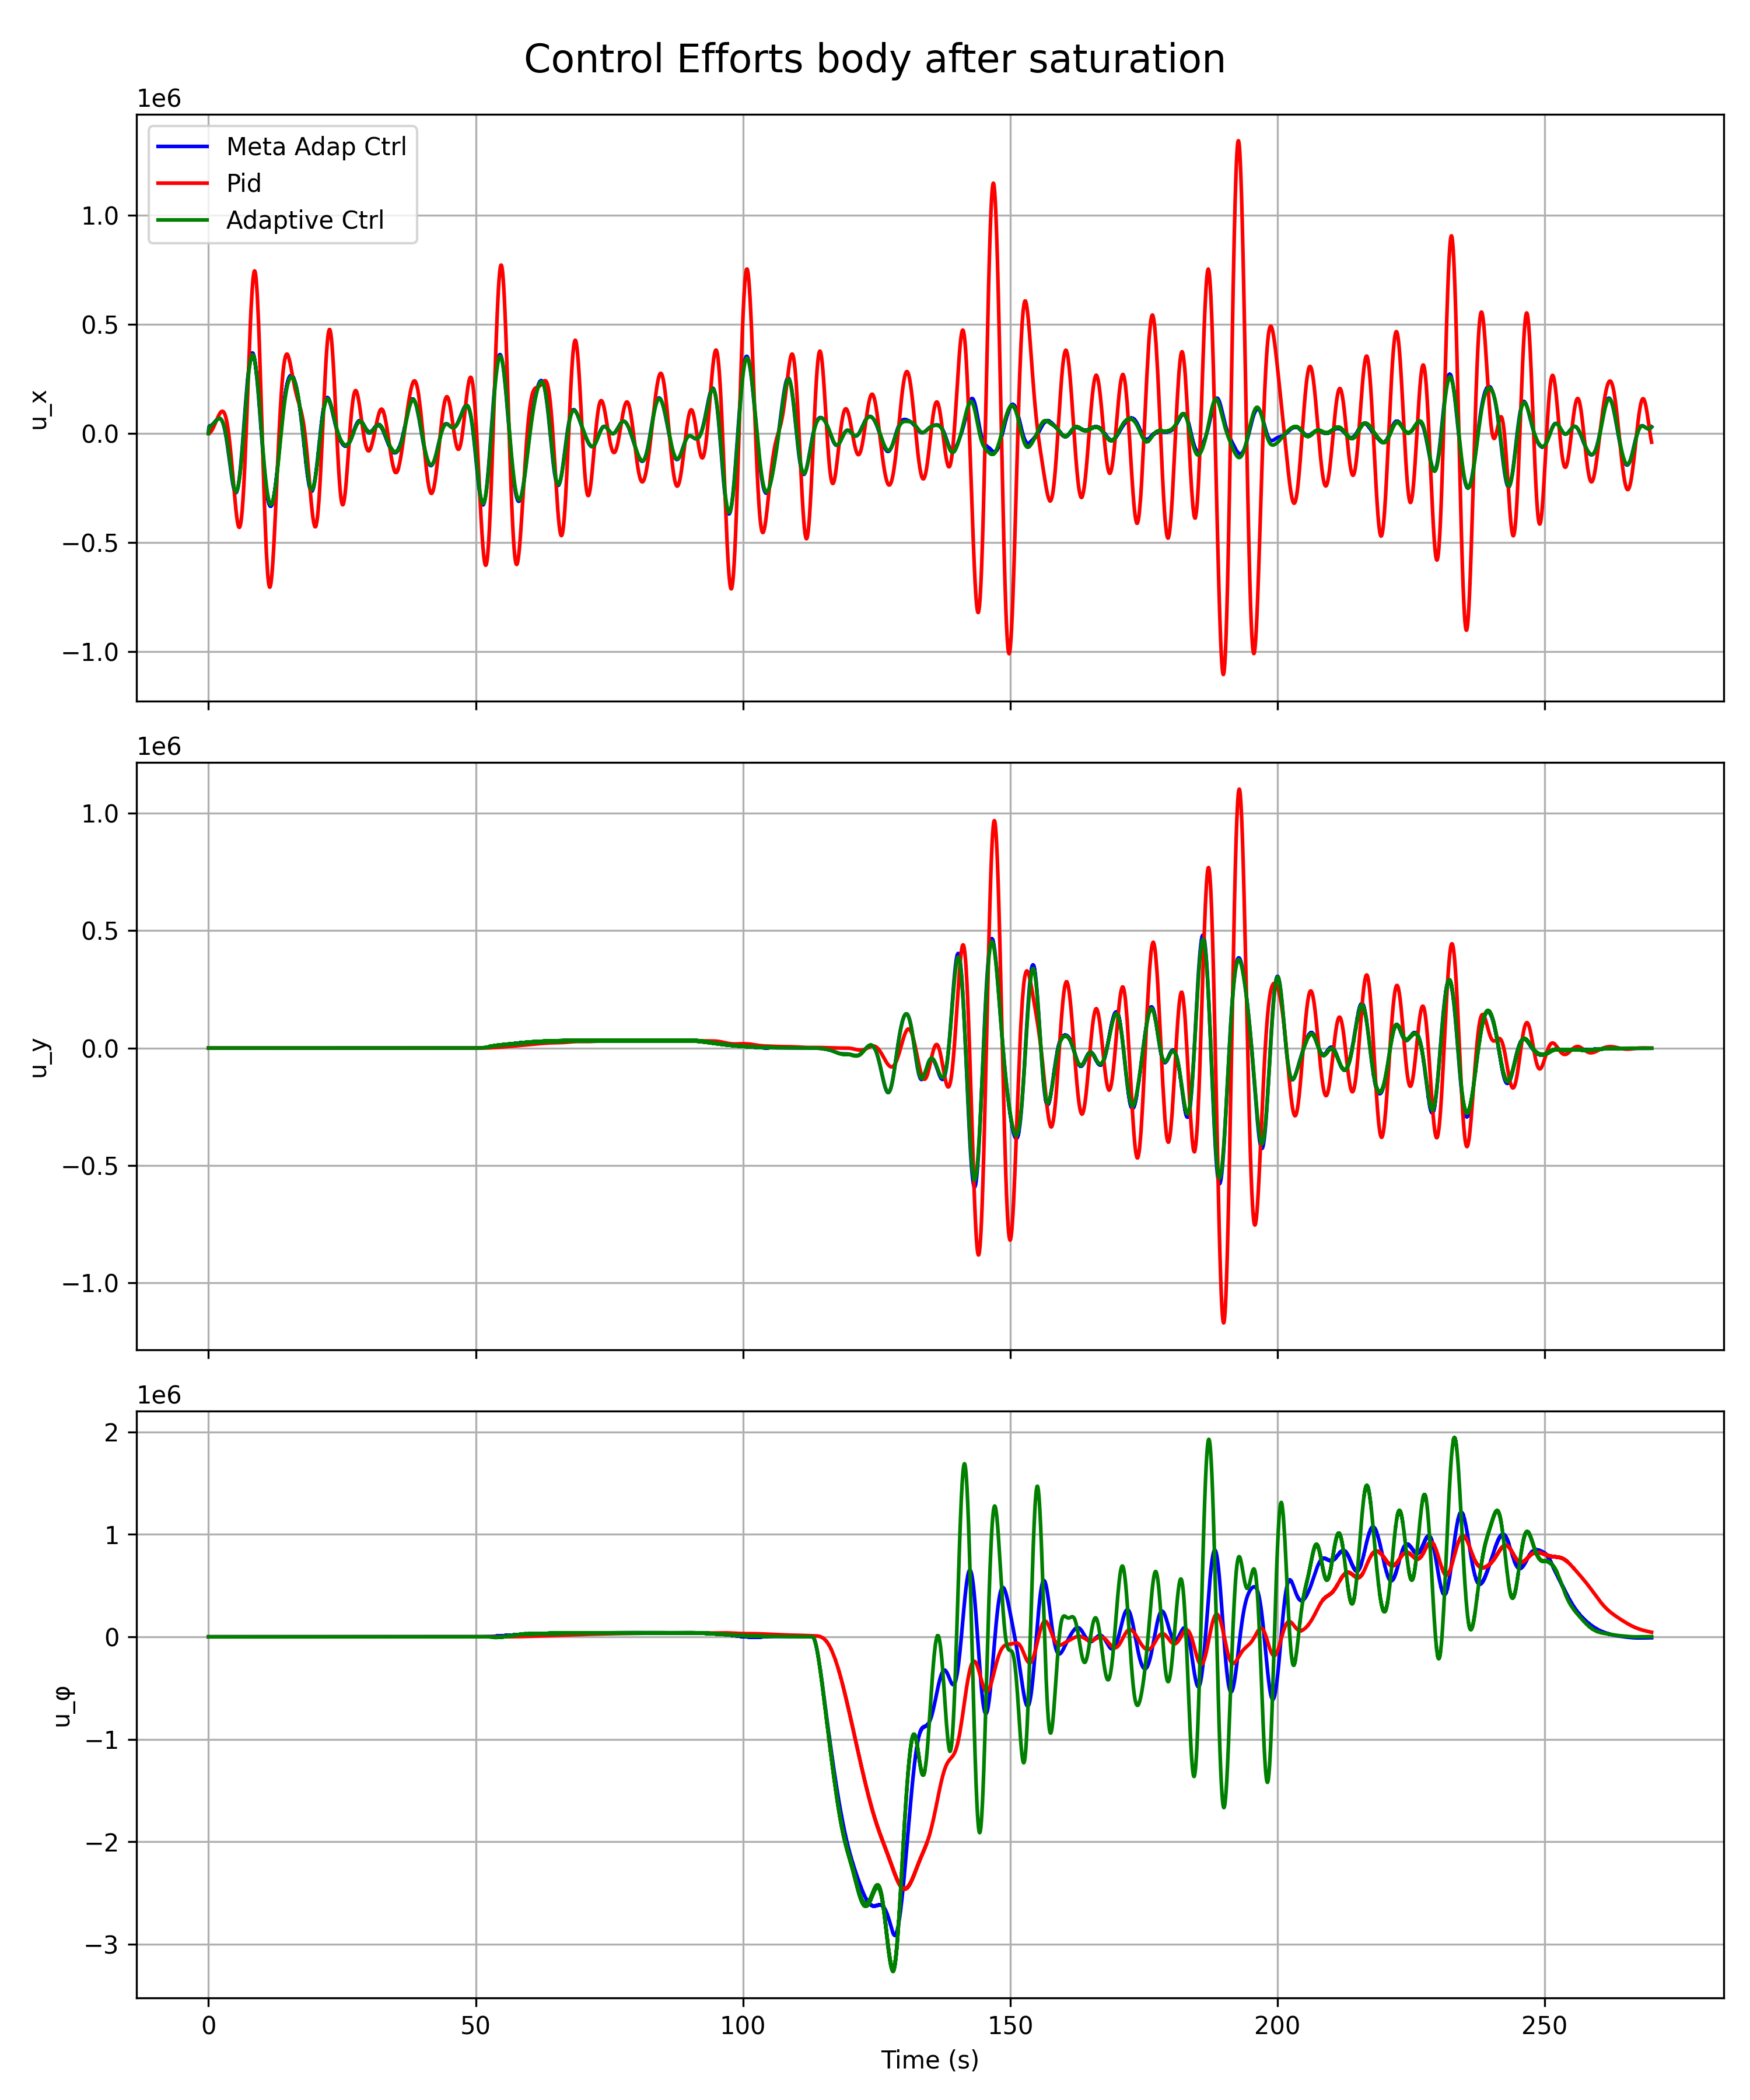 Control Efforts body after saturation
1e6
Meta Adap Ctrl
Pid
Adaptive Ctrl
1.0
0.5
0.0
−0.5
−1.0
u_x
1e6
1.0
0.5
0.0
−0.5
−1.0
u_y
1e6
2
1
0
−1
−2
−3
u_φ
0 50 100 150 200 250
Time (s)